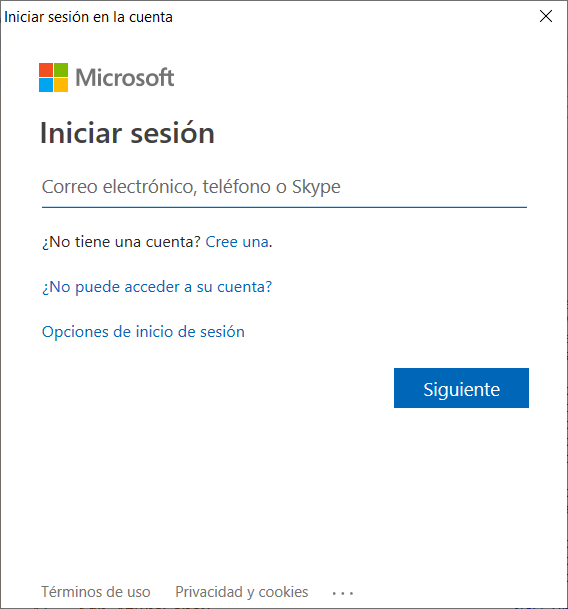 Iniciar sesión en la cuenta
Microsoft
Iniciar sesión
Correo electrónico, teléfono o Skype
¿No tiene una cuenta? Cree una.
¿No puede acceder a su cuenta?
Opciones de inicio de sesión
Siguiente
Términos de uso Privacidad y cookies ...